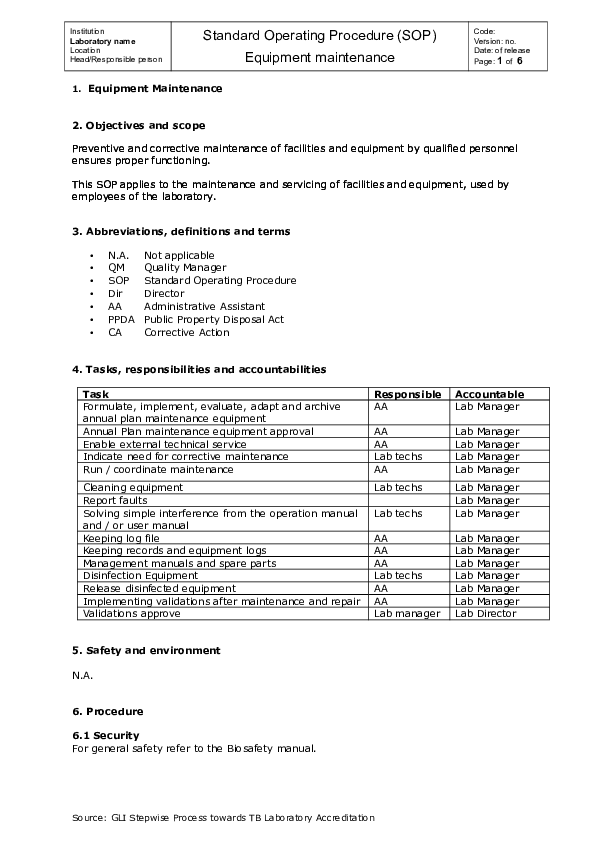 Institution
Laboratory name
Location
Head/Responsible person
Standard Operating Procedure (SOP)
Equipment maintenance
Code:
Version: no.
Date: of release
Page: 1 of 6
1. Equipment Maintenance
2. Objectives and scope
Preventive and corrective maintenance of facilities and equipment by qualified personnel
ensures proper functioning.
This SOP applies to the maintenance and servicing of facilities and equipment, used by
employees of the laboratory.
3. Abbreviations, definitions and terms
• N.A. Not applicable
• QM Quality Manager
• SOP Standard Operating Procedure
• Dir Director
• AA Administrative Assistant
• PPDA Public Property Disposal Act
• CA Corrective Action
4. Tasks, responsibilities and accountabilities
Task Responsible Accountable
Formulate, implement, evaluate, adapt and archive AA Lab Manager
annual plan maintenance equipment
Annual Plan maintenance equipment approval AA Lab Manager
Enable external technical service AA Lab Manager
Indicate need for corrective maintenance Lab techs Lab Manager
Run / coordinate maintenance AA Lab Manager
Cleaning equipment Lab techs Lab Manager
Report faults Lab Manager
Solving simple interference from the operation manual Lab techs Lab Manager
and / or user manual
Keeping log file AA Lab Manager
Keeping records and equipment logs AA Lab Manager
Management manuals and spare parts AA Lab Manager
Disinfection Equipment Lab techs Lab Manager
Release disinfected equipment AA Lab Manager
Implementing validations after maintenance and repair AA Lab Manager
Validations approve Lab manager Lab Director
5. Safety and environment
N.A.
6. Procedure
6.1 Security
For general safety refer to the Biosafety manual.
Source: GLI Stepwise Process towards TB Laboratory Accreditation